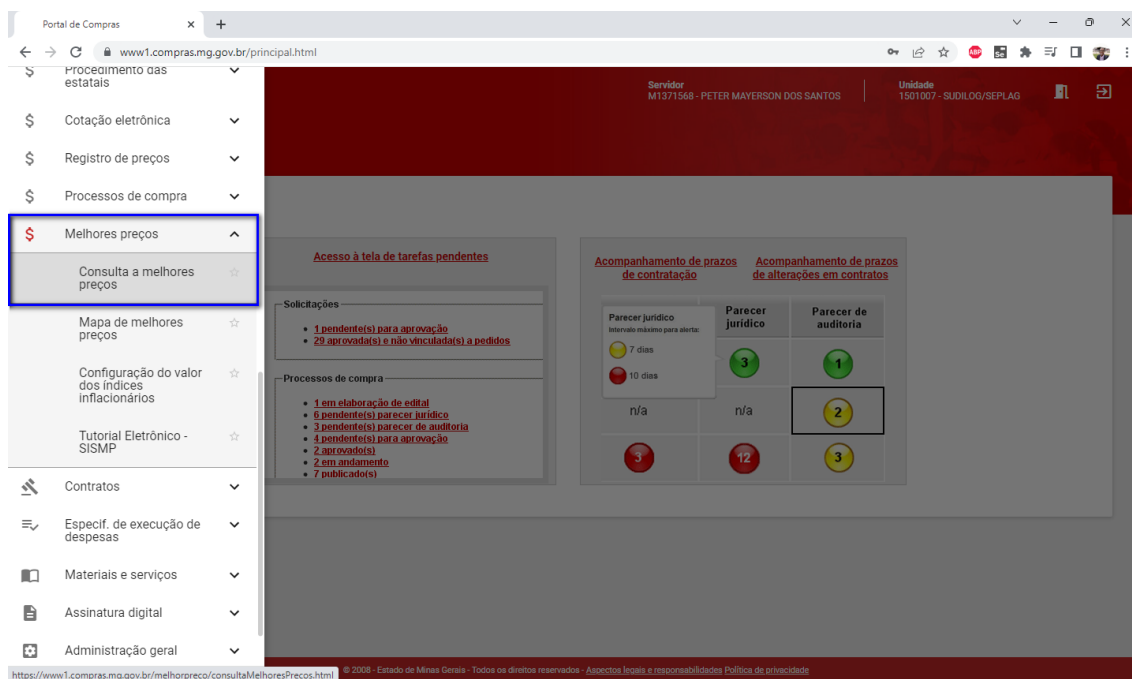 Portal de Compras
www1.compras.mg.gov.br/principal.html
ABP
Se
Procedimento das
estatais
Cotação eletrônica
Registro de preços
Processos de compra
Melhores preços
Consulta a melhores
preços
Mapa de melhores
preços
Configuração do valor
dos índices
inflacionários
Tutorial Eletrônico -
SISMP
Contratos
Especif. de execução de
despesas
Materiais e serviços
Assinatura digital
Administração geral
https://www1.compras.mg.gov.br/melhorpreco/consultaMelhoresPrecos.html
Servidor
M1371568 - PETER MAYERSON DOS SANTOS
Unidade
1501007 - SUDILOG/SEPLAG
Acesso à tela de tarefas pendentes
Solicitações
1 pendente(s) para aprovação
29 aprovada(s) e não vinculada(s) a pedidos
Processos de compra
1 em elaboração de edital
6 pendente(s) parecer jurídico
3 pendente(s) parecer de auditoria
4 pendente(s) para aprovação
2 aprovado(s)
2 em andamento
7 publicado(s)
Acompanhamento de prazos
de contratação
Acompanhamento de prazos
de alterações em contratos
Parecer jurídico
Intervalo máximo para alerta:
7 dias
10 dias
Parecer
jurídico
Parecer de
auditoria
3
1
n/a
n/a
2
3
12
3
© 2008 - Estado de Minas Gerais - Todos os direitos reservados - Aspectos legais e responsabilidades Política de privacidade